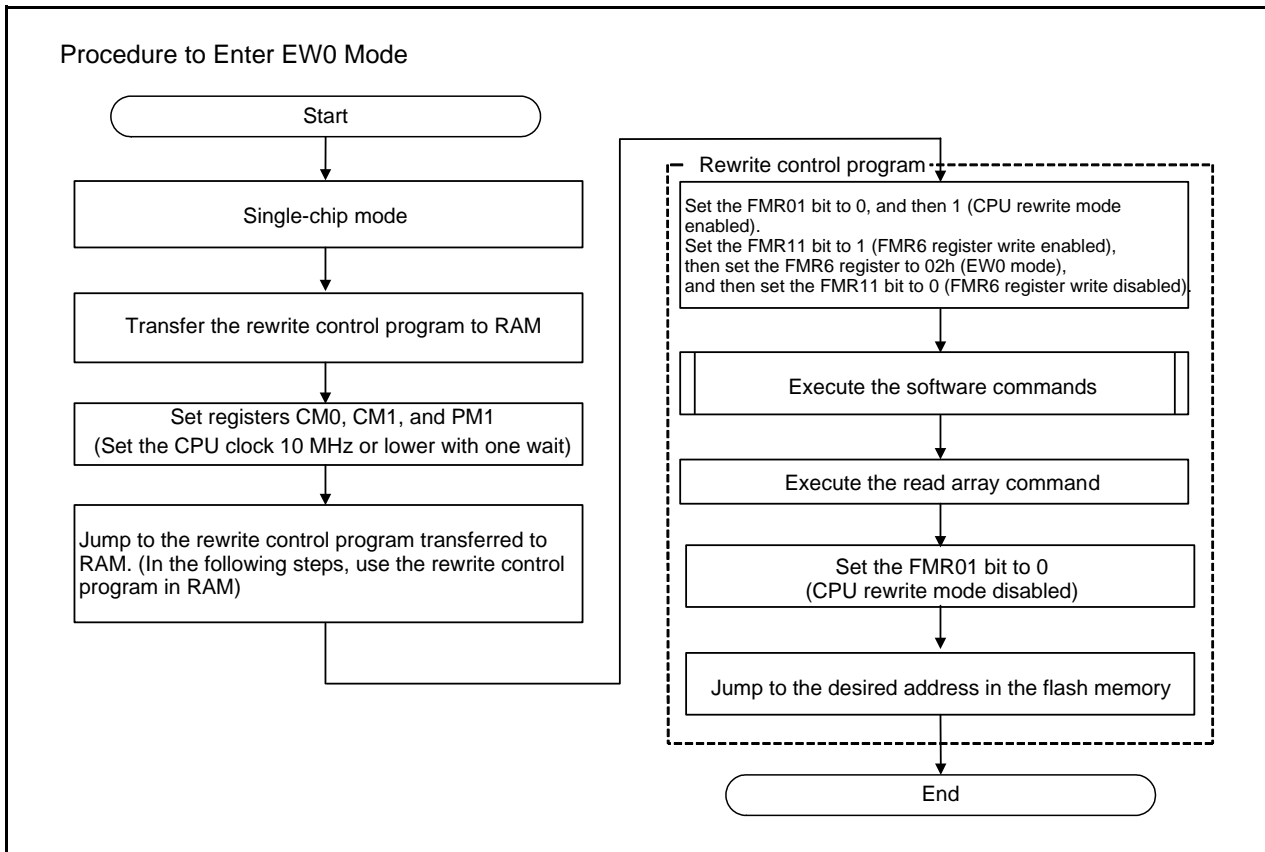 Procedure to Enter EW0 Mode
Start
Single-chip mode
Transfer the rewrite control program to RAM
Set registers CM0, CM1, and PM1
(Set the CPU clock 10 MHz or lower with one wait)
Jump to the rewrite control program transferred to
RAM. (In the following steps, use the rewrite control
program in RAM)
Rewrite control program
Set the FMR01 bit to 0, and then 1 (CPU rewrite mode
enabled).
Set the FMR11 bit to 1 (FMR6 register write enabled),
then set the FMR6 register to 02h (EW0 mode),
and then set the FMR11 bit to 0 (FMR6 register write disabled).
Execute the software commands
Execute the read array command
Set the FMR01 bit to 0
(CPU rewrite mode disabled)
Jump to the desired address in the flash memory
End